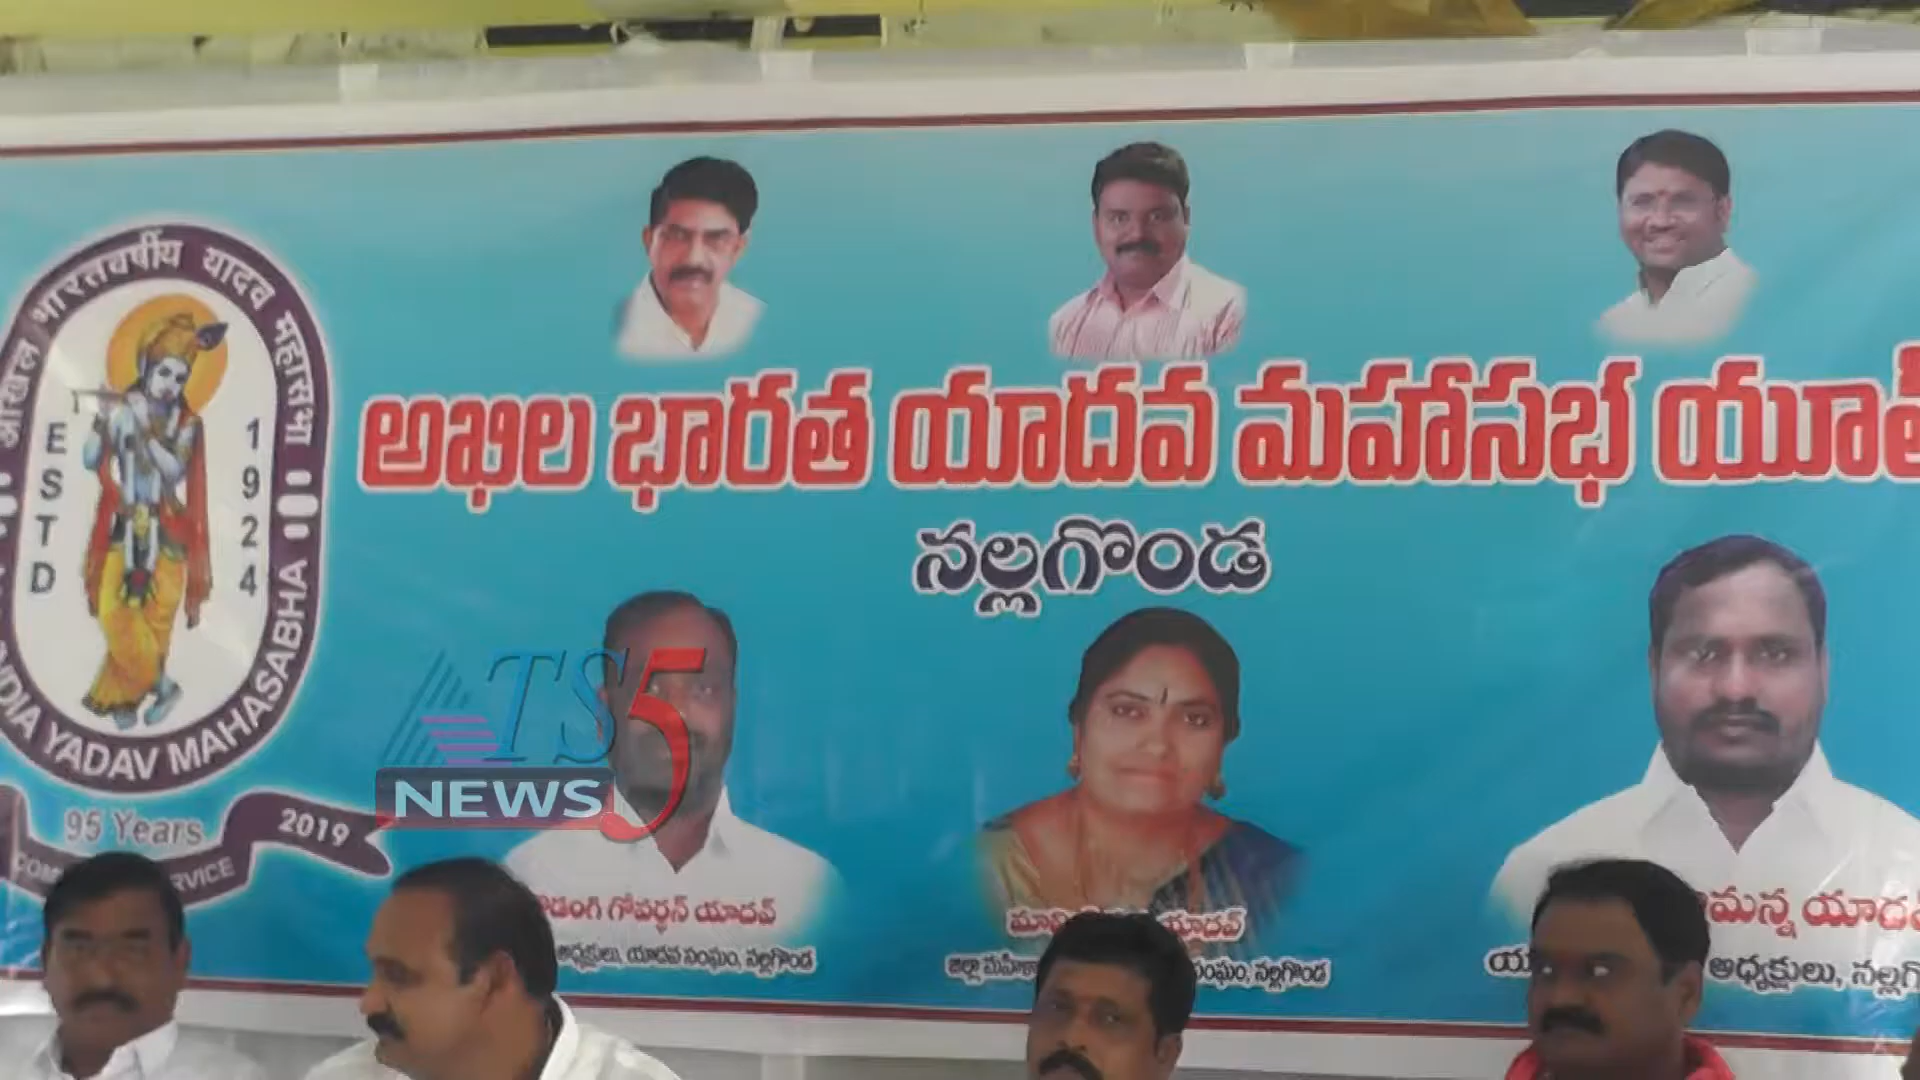 अखिल भारतवर्षीय यादव महासभा
ESTD 1924
INDIA YADAV MAHASABHA
95 Years
2019
అఖిల భారత యాదవ మహాసభ
నల్లగొండ
TS5
NEWS
గోవర్ధన్ యాదవ్
అధ్యక్షులు, యాదవ సంఘం, నల్లగొండ
యాదవ్
జిల్లా మహిళా సంఘం, నల్లగొండ
అధ్యక్షులు,